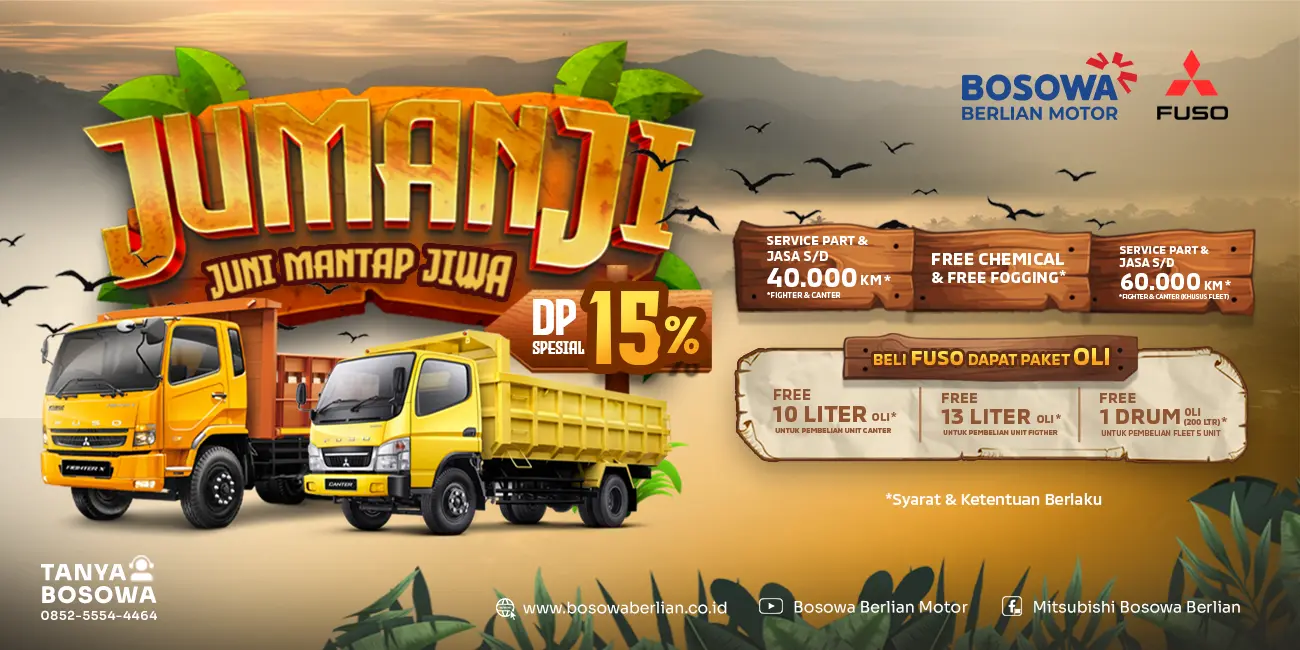 JUMANJI
JUNI MANTAP JIWA
DP
SPESIAL
15%
BOSOWA
BERLIAN MOTOR
FUSO
SERVICE PART &
JASA S/D
40.000 KM*
*FIGHTER & CANTER
FREE CHEMICAL
& FREE FOGGING*
SERVICE PART &
JASA S/D
60.000 KM*
*FIGHTER & CANTER (KHUSUS FLEET)
BELI FUSO DAPAT PAKET OLI
FREE
10 LITER OLI*
UNTUK PEMBELIAN UNIT CANTER
FREE
13 LITER OLI*
UNTUK PEMBELIAN UNIT FIGTHER
FREE
1 DRUM OLI (200 LTR)*
UNTUK PEMBELIAN FLEET 5 UNIT
*Syarat & Ketentuan Berlaku
FUSO
FIGHTER X
FUSO
CANTER
TANYA
BOSOWA
0852-5554-4464
www.bosowaberlian.co.id
Bosowa Berlian Motor
Mitsubishi Bosowa Berlian